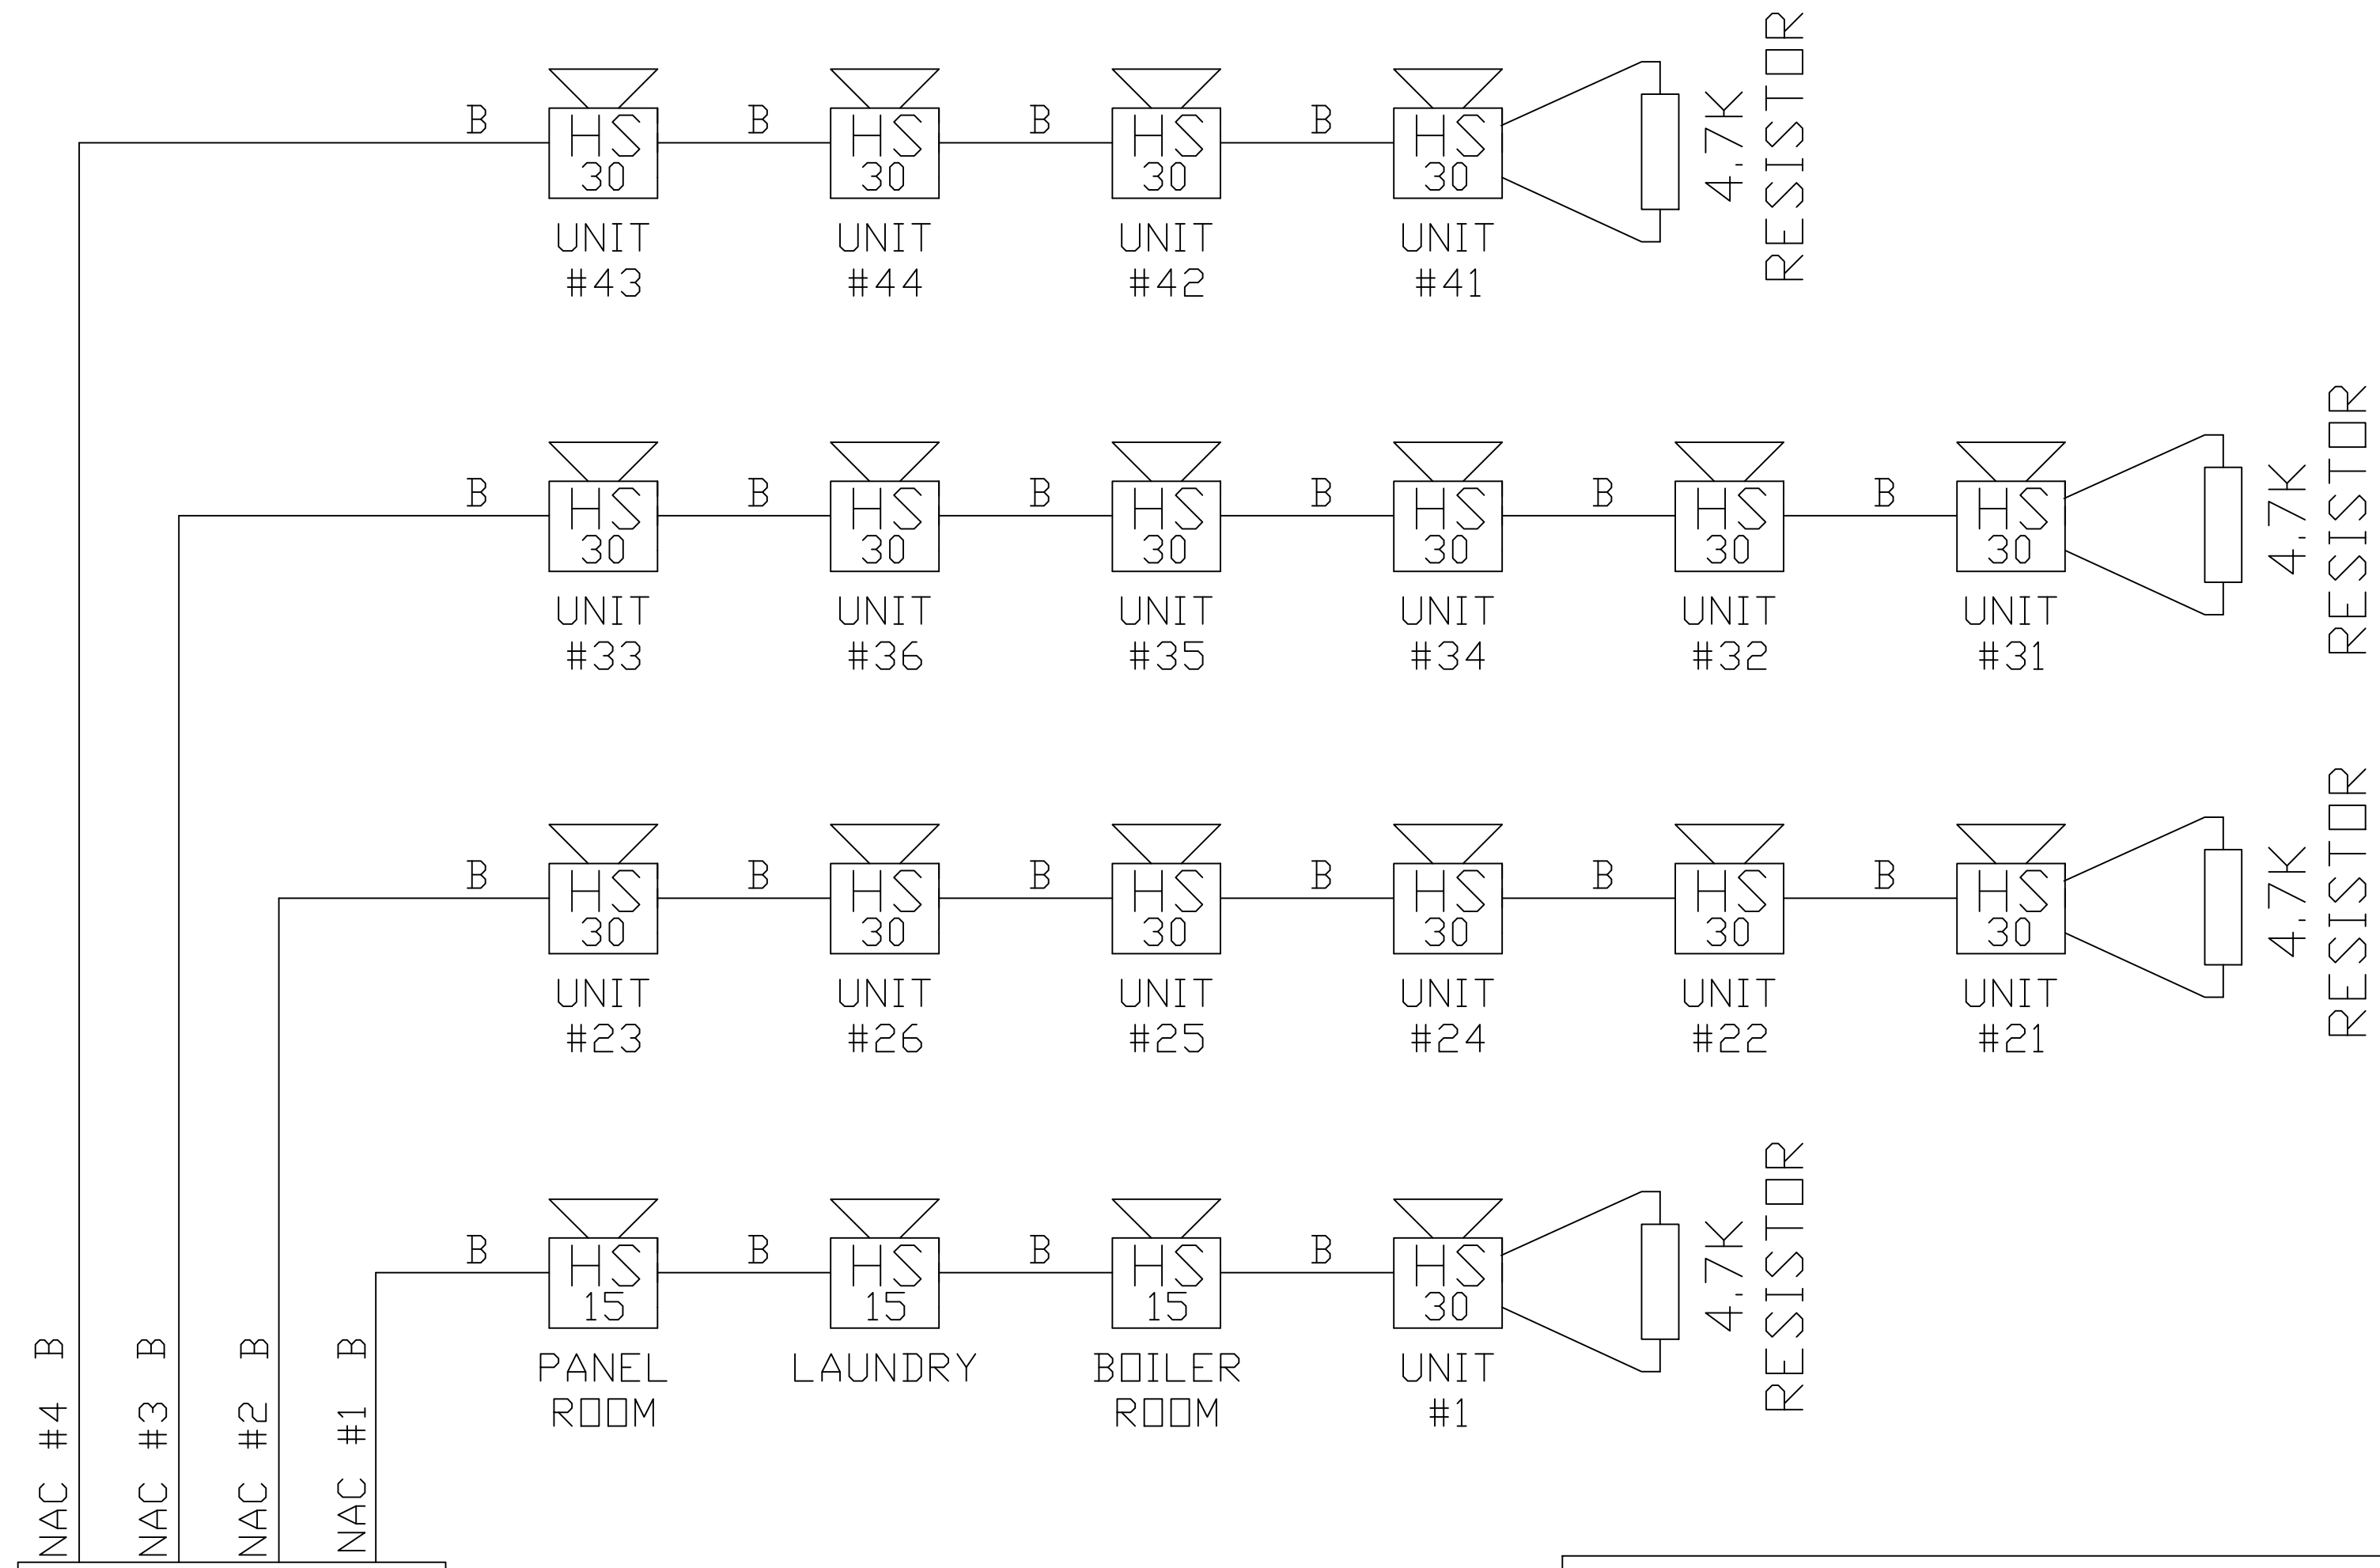 B B B B
HS HS HS HS
30 30 30 30
UNIT UNIT UNIT UNIT
#43 #44 #42 #41
4.7K
RESISTOR
B B B B B B
HS HS HS HS HS HS
30 30 30 30 30 30
UNIT UNIT UNIT UNIT UNIT UNIT
#33 #36 #35 #34 #32 #31
4.7K
RESISTOR
B B B B B B
HS HS HS HS HS HS
30 30 30 30 30 30
UNIT UNIT UNIT UNIT UNIT UNIT
#23 #26 #25 #24 #22 #21
4.7K
RESISTOR
B B B B
HS HS HS HS
15 15 15 30
PANEL LAUNDRY BOILER UNIT
ROOM ROOM #1
4.7K
RESISTOR
NAC #4 B
NAC #3 B
NAC #2 B
NAC #1 B